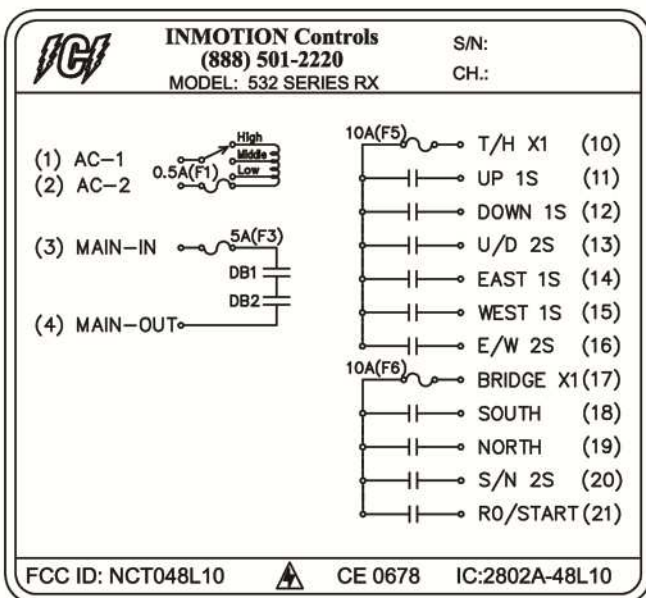 ICI
INMOTION Controls
(888) 501-2220
MODEL: 532 SERIES RX
S/N:
CH.:
(1) AC-1
(2) AC-2
0.5A(F1)
High
Middle
Low
(3) MAIN-IN
5A(F3)
DB1
DB2
(4) MAIN-OUT
10A(F5)
T/H X1 (10)
UP 1S (11)
DOWN 1S (12)
U/D 2S (13)
EAST 1S (14)
WEST 1S (15)
E/W 2S (16)
10A(F6)
BRIDGE X1(17)
SOUTH (18)
NORTH (19)
S/N 2S (20)
RO/START(21)
FCC ID: NCT048L10
CE 0678
IC:2802A-48L10